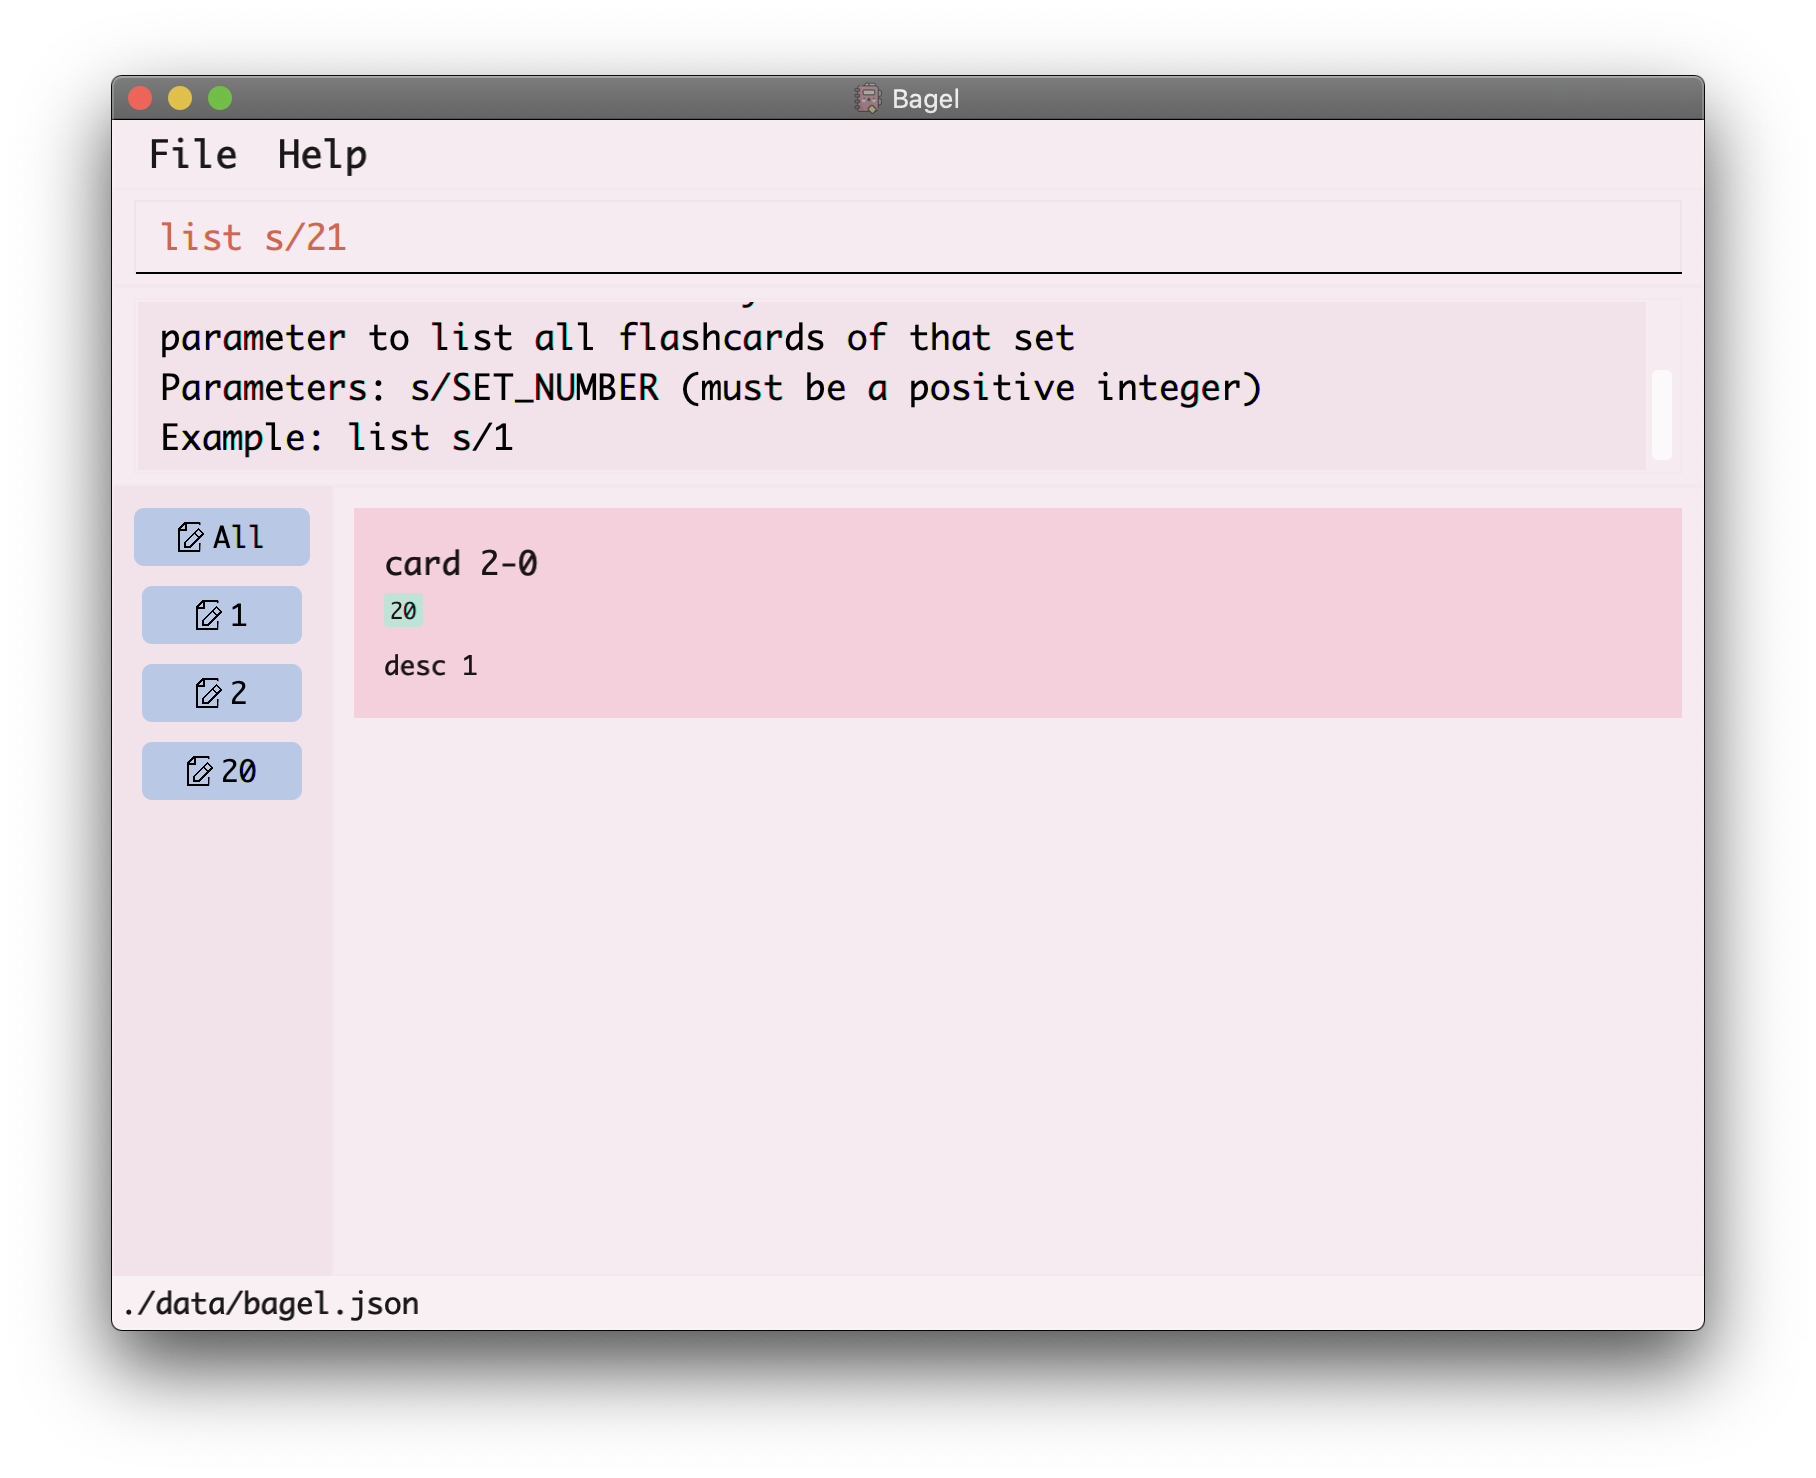 Bagel
File Help
list s/21
parameter to list all flashcards of that set
Parameters: s/SET_NUMBER (must be a positive integer)
Example: list s/1
All
1
2
20
card 2-0
20
desc 1
./data/bagel.json